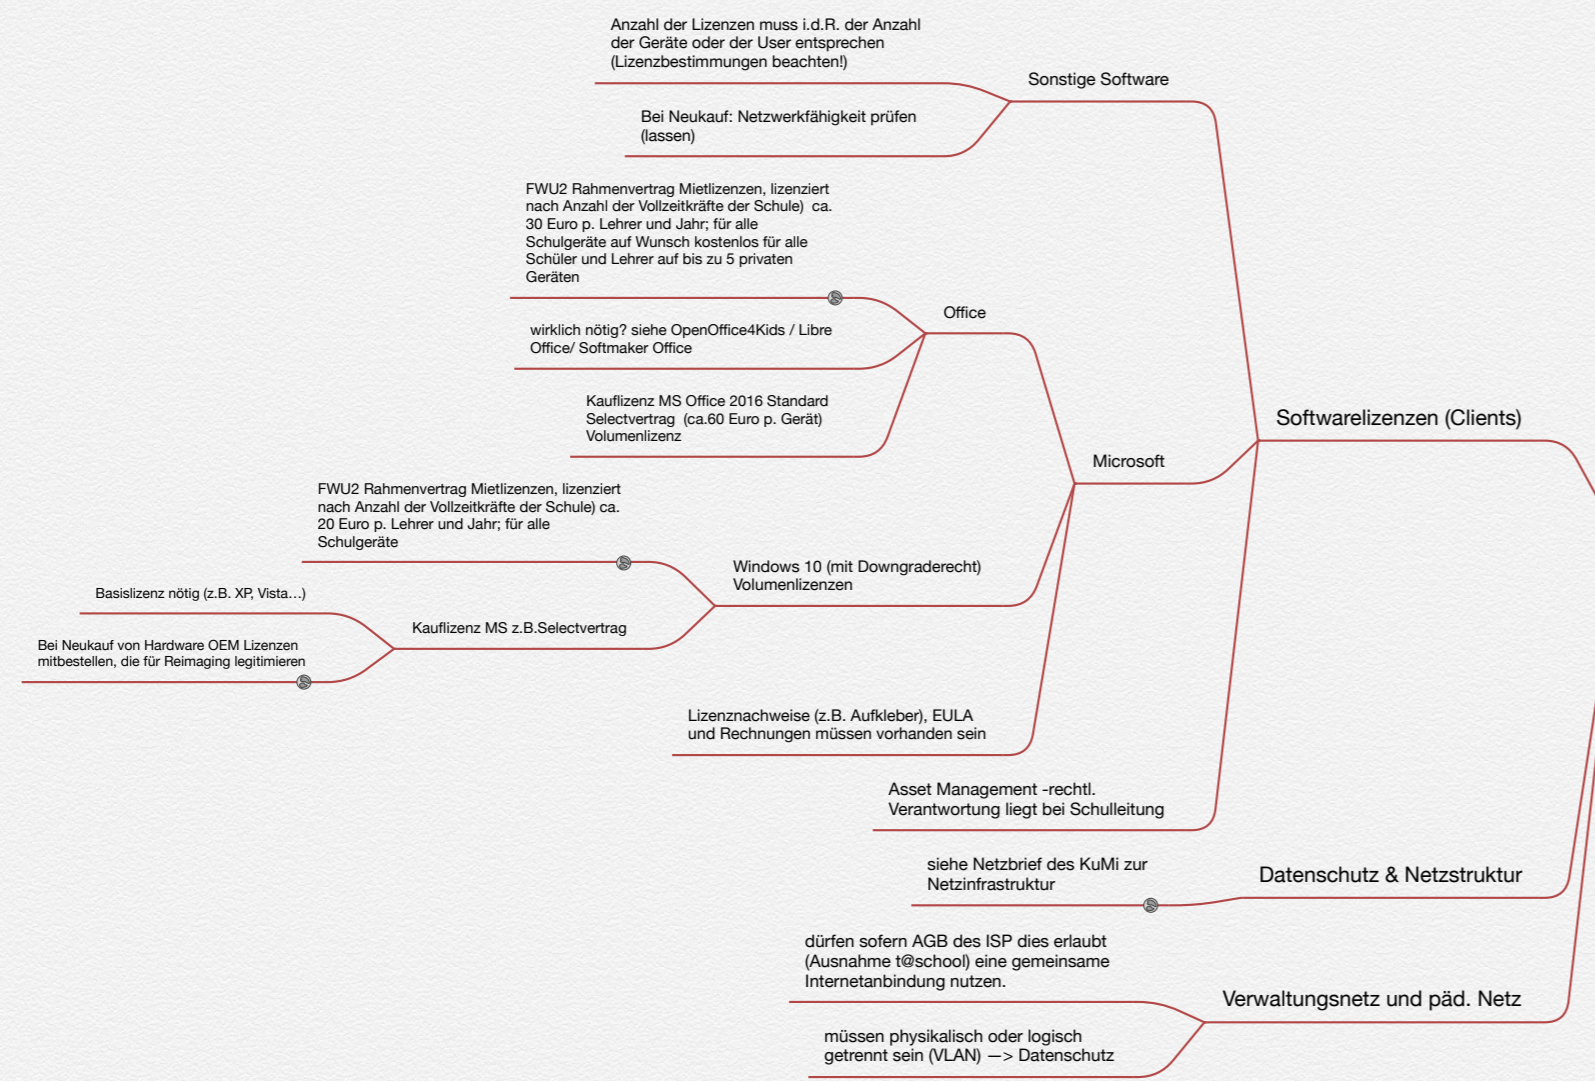 Anzahl der Lizenzen muss i.d.R. der Anzahl
der Geräte oder der User entsprechen
(Lizenzbestimmungen beachten!)
Sonstige Software
Bei Neukauf: Netzwerkfähigkeit prüfen
(lassen)
FWU2 Rahmenvertrag Mietlizenzen, lizenziert
nach Anzahl der Vollzeitkräfte der Schule)  ca.
30 Euro p. Lehrer und Jahr; für alle
Schulgeräte auf Wunsch kostenlos für alle
Schüler und Lehrer auf bis zu 5 privaten
Geräten
Office
wirklich nötig? siehe OpenOffice4Kids / Libre
Office/ Softmaker Office
Kauflizenz MS Office 2016 Standard
Selectvertrag  (ca.60 Euro p. Gerät)
Volumenlizenz
Softwarelizenzen (Clients)
Microsoft
FWU2 Rahmenvertrag Mietlizenzen, lizenziert
nach Anzahl der Vollzeitkräfte der Schule) ca.
20 Euro p. Lehrer und Jahr; für alle
Schulgeräte
Windows 10 (mit Downgraderecht)
Volumenlizenzen
Basislizenz nötig (z.B. XP, Vista…)
Kauflizenz MS z.B.Selectvertrag
Bei Neukauf von Hardware OEM Lizenzen
mitbestellen, die für Reimaging legitimieren
Lizenznachweise (z.B. Aufkleber), EULA
und Rechnungen müssen vorhanden sein
Asset Management -rechtl.
Verantwortung liegt bei Schulleitung
siehe Netzbrief des KuMi zur
Netzinfrastruktur
Datenschutz & Netzstruktur
dürfen sofern AGB des ISP dies erlaubt
(Ausnahme t@school) eine gemeinsame
Internetanbindung nutzen.
Verwaltungsnetz und päd. Netz
müssen physikalisch oder logisch
getrennt sein (VLAN) —> Datenschutz